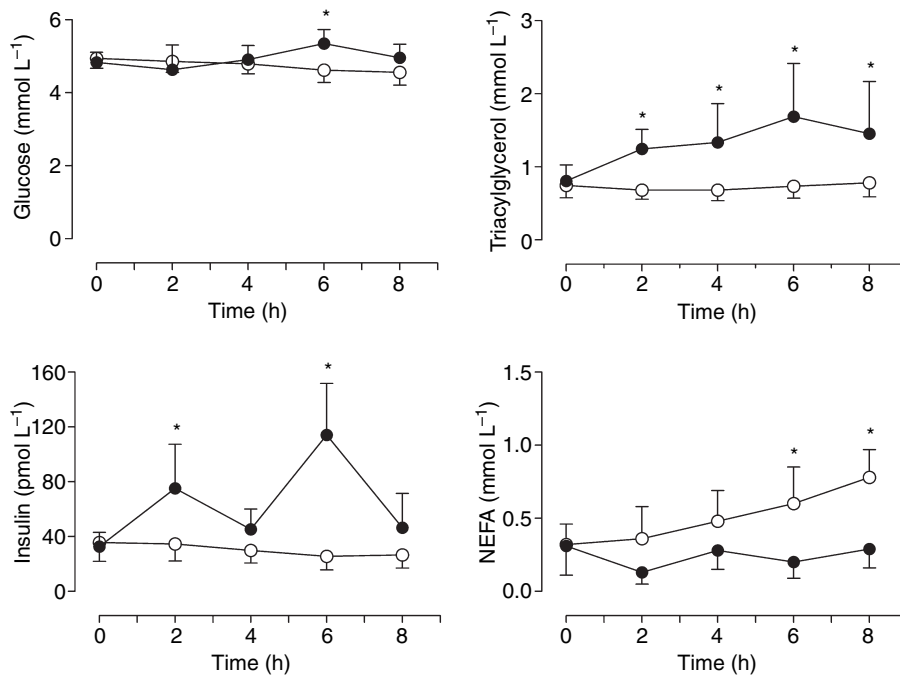 Glucose (mmol L⁻¹)
6
4
2
0
*
0 2 4 6 8
Time (h)
Triacylglycerol (mmol L⁻¹)
3
2
1
0
* * * *
0 2 4 6 8
Time (h)
Insulin (pmol L⁻¹)
160
120
80
40
0
* *
0 2 4 6 8
Time (h)
NEFA (mmol L⁻¹)
1.5
1.0
0.5
0.0
* *
0 2 4 6 8
Time (h)